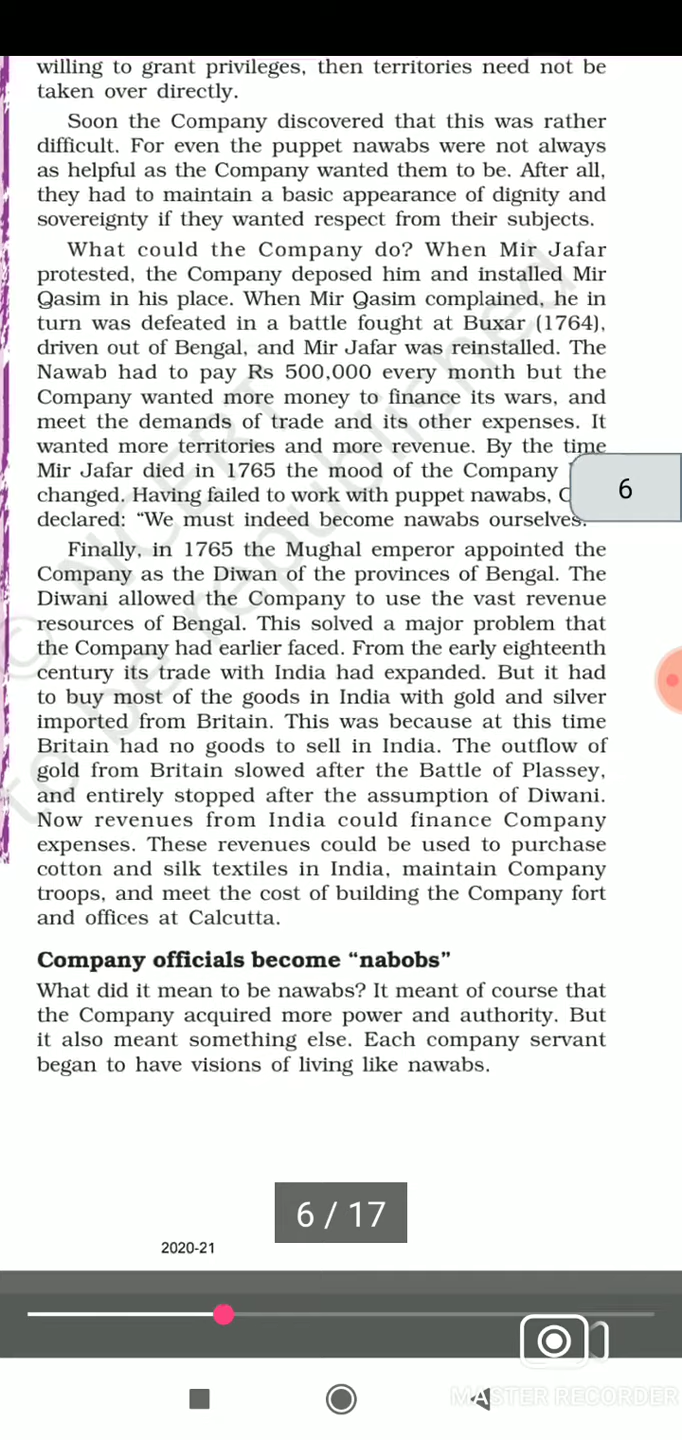 willing to grant privileges, then territories need not be
taken over directly.
Soon the Company discovered that this was rather
difficult. For even the puppet nawabs were not always
as helpful as the Company wanted them to be. After all,
they had to maintain a basic appearance of dignity and
sovereignty if they wanted respect from their subjects.
What could the Company do? When Mir Jafar
protested, the Company deposed him and installed Mir
Qasim in his place. When Mir Qasim complained, he in
turn was defeated in a battle fought at Buxar (1764),
driven out of Bengal, and Mir Jafar was reinstalled. The
Nawab had to pay Rs 500,000 every month but the
Company wanted more money to finance its wars, and
meet the demands of trade and its other expenses. It
wanted more territories and more revenue. By the time
Mir Jafar died in 1765 the mood of the Company
changed. Having failed to work with puppet nawabs,
declared: “We must indeed become nawabs ourselves.
6
Finally, in 1765 the Mughal emperor appointed the
Company as the Diwan of the provinces of Bengal. The
Diwani allowed the Company to use the vast revenue
resources of Bengal. This solved a major problem that
the Company had earlier faced. From the early eighteenth
century its trade with India had expanded. But it had
to buy most of the goods in India with gold and silver
imported from Britain. This was because at this time
Britain had no goods to sell in India. The outflow of
gold from Britain slowed after the Battle of Plassey,
and entirely stopped after the assumption of Diwani.
Now revenues from India could finance Company
expenses. These revenues could be used to purchase
cotton and silk textiles in India, maintain Company
troops, and meet the cost of building the Company fort
and offices at Calcutta.
Company officials become “nabobs”
What did it mean to be nawabs? It meant of course that
the Company acquired more power and authority. But
it also meant something else. Each company servant
began to have visions of living like nawabs.
6 / 17
2020-21
MASTER RECORDER
© NCERT
to be republished